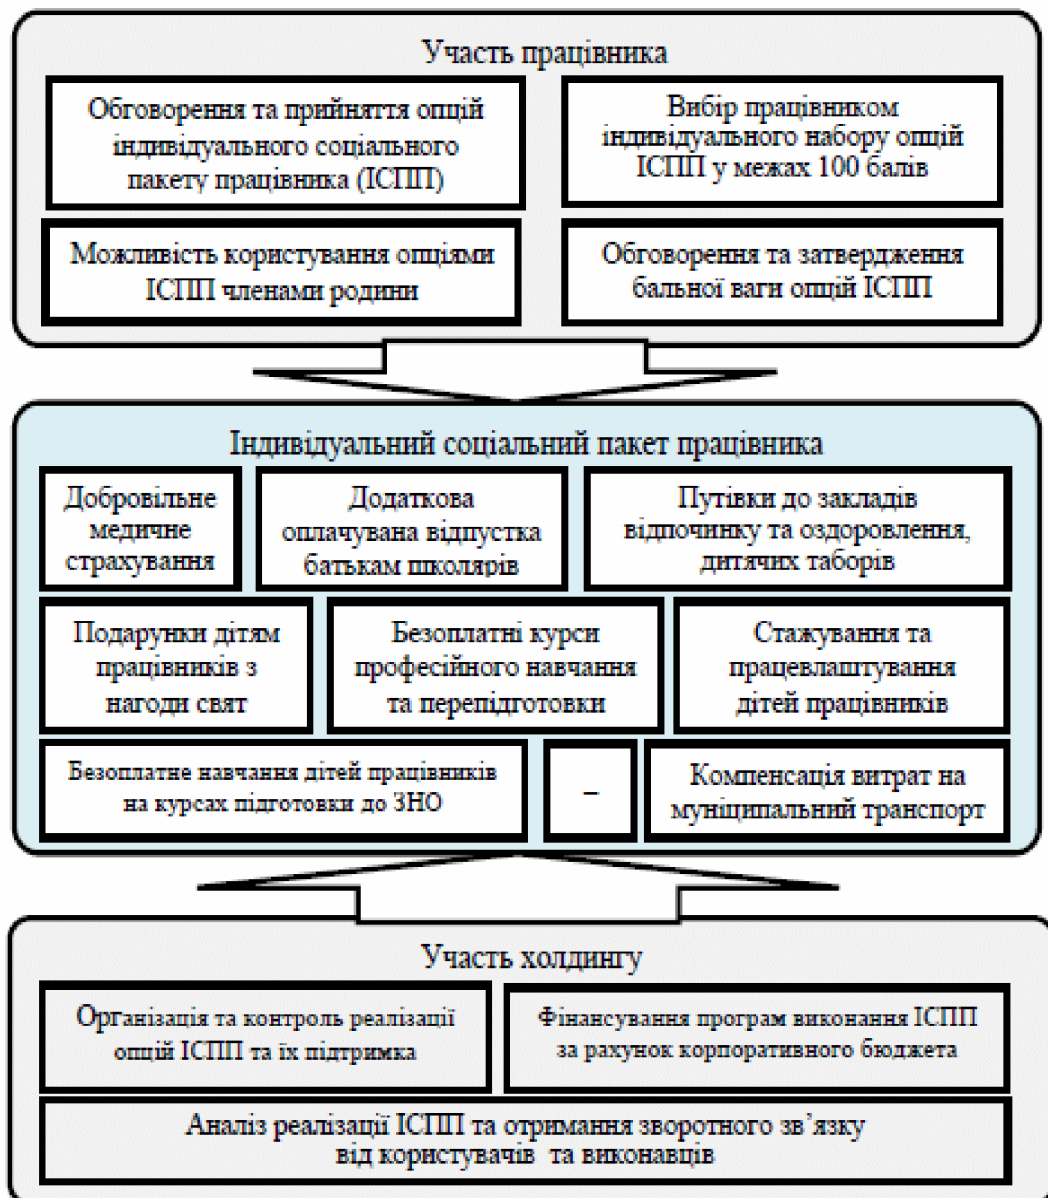 Участь працівника
Обговорення та прийняття опцій
індивідуального соціального
пакету працівника (ІСПП)
Вибір працівником
індивідуального набору опцій
ІСПП у межах 100 балів
Можливість користування опціями
ІСПП членами родини
Обговорення та затвердження
бальної ваги опцій ІСПП
Індивідуальний соціальний пакет працівника
Добровільне
медичне
страхування
Додаткова
оплачувана відпустка
батькам школярів
Путівки до закладів
відпочинку та оздоровлення,
дитячих таборів
Подарунки дітям
працівників з
нагоди свят
Безоплатні курси
професійного навчання
та перепідготовки
Стажування та
працевлаштування
дітей працівників
Безоплатне навчання дітей працівників
на курсах підготовки до ЗНО
–
Компенсація витрат на
муніципальний транспорт
Участь холдингу
Організація та контроль реалізації
опцій ІСПП та їх підтримка
Фінансування програм виконання ІСПП
за рахунок корпоративного бюджета
Аналіз реалізації ІСПП та отримання зворотного зв’язку
від користувачів та виконавців